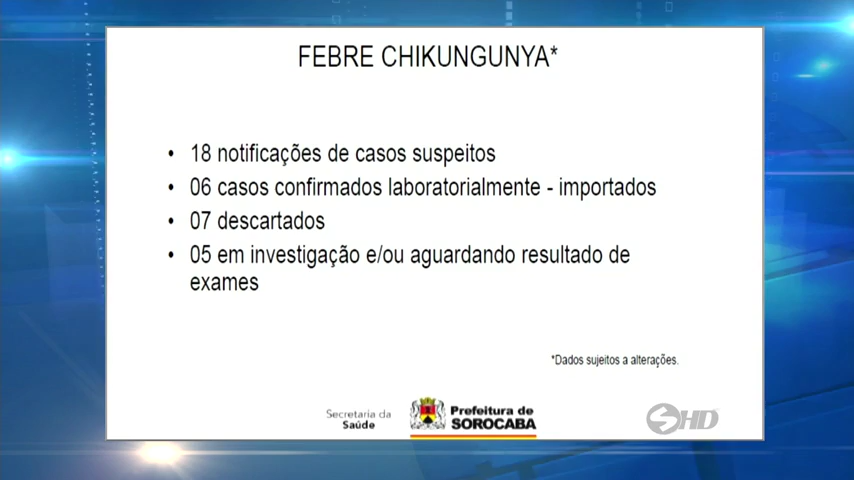 FEBRE CHIKUNGUNYA*
• 18 notificações de casos suspeitos
• 06 casos confirmados laboratorialmente - importados
• 07 descartados
• 05 em investigação e/ou aguardando resultado de
exames
*Dados sujeitos a alterações.
Secretaria da
Saúde
Prefeitura de
SOROCABA
SHD